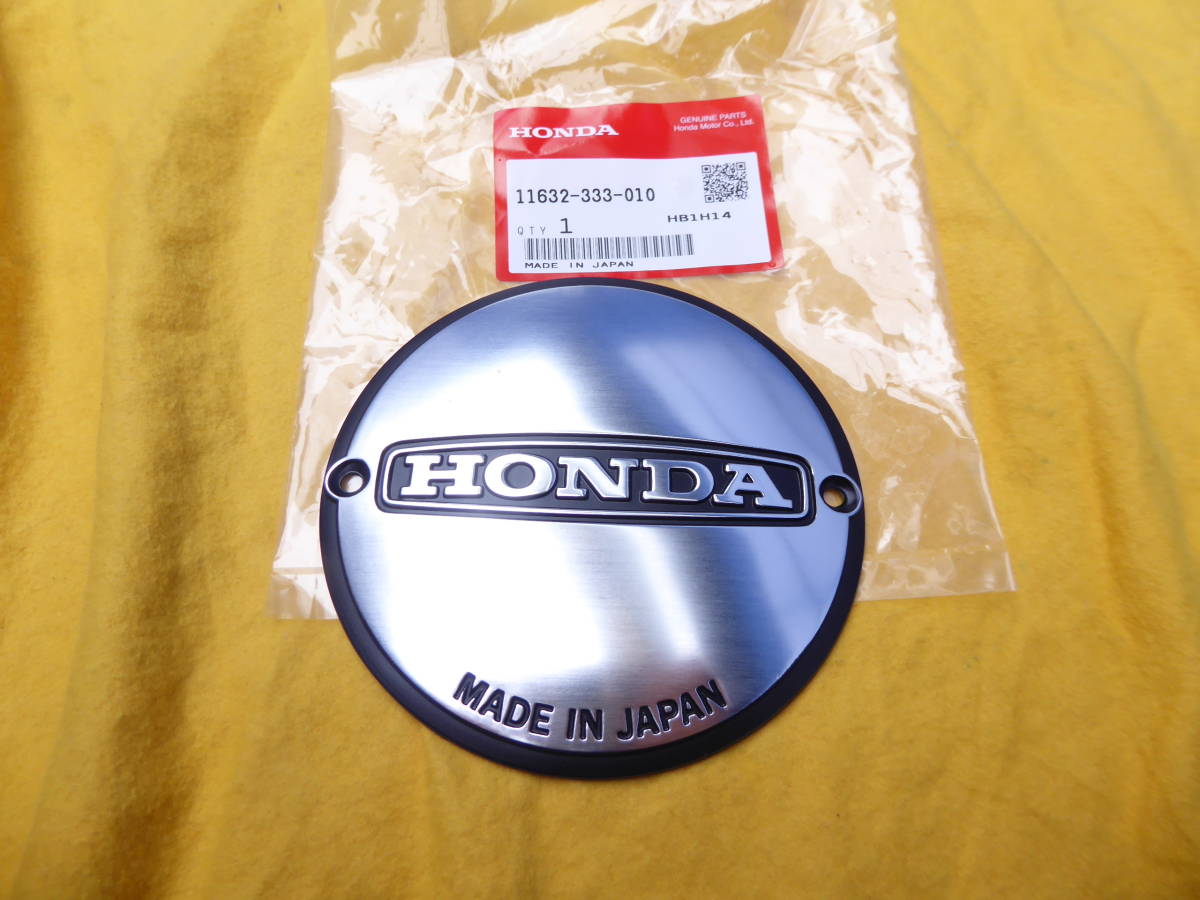 HONDA
GENUINE PARTS
Honda Motor Co., Ltd.
11632-333-010
HB1H14
QTY 1
MADE IN JAPAN
HONDA
MADE IN JAPAN